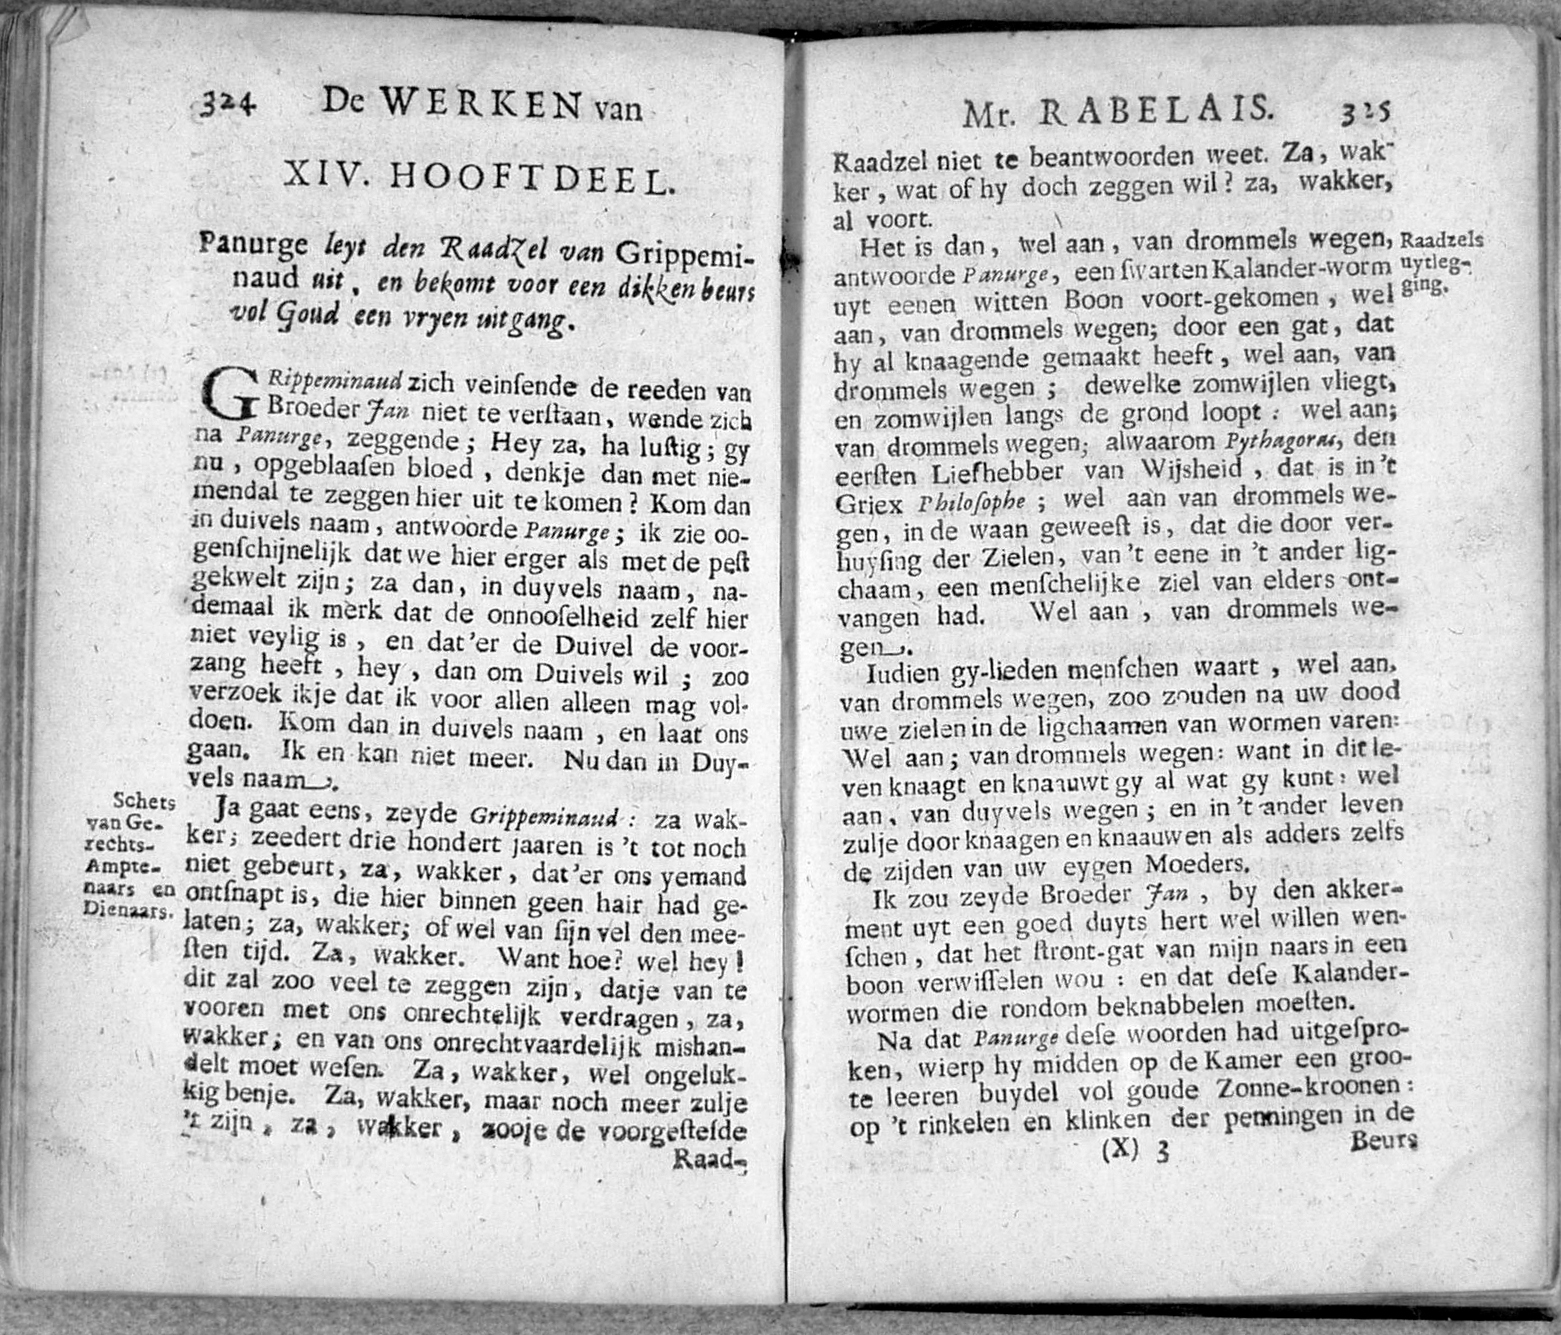 324 De WERKEN van
XIV. HOOFTDEEL.
Panurge leyt den Raadzel van Grippemi-
naud uit, en bekomt voor een dikken beurs
vol Goud een vryen uitgang.
GRippeminaud zich veinſende de reeden van
Broeder Jan niet te verſtaan, wende zich
na Panurge, zeggende; Hey za, ha luſtig; gy
nu, opgeblaaſen bloed, denkje dan met nie-
mendal te zeggen hier uit te komen? Kom dan
in duivels naam, antwoorde Panurge; ik zie oo-
genſchijnelijk dat we hier erger als met de peſt
gekwelt zijn; za dan, in duyvels naam, na-
demaal ik merk dat de onnooſelheid zelf hier
niet veylig is, en dat'er de Duivel de voor-
zang heeft, hey, dan om Duivels wil; zoo
verzoek ikje dat ik voor allen alleen mag vol-
doen. Kom dan in duivels naam, en laat ons
gaan. Ik en kan niet meer. Nu dan in Duy-
vels naam.
Schets
van Ge-
rechts-
Ampte-
naars en
Dienaars.
Ja gaat eens, zeyde Grippeminaud: za wak-
ker; zeedert drie hondert jaaren is 't tot noch
niet gebeurt, za, wakker, dat'er ons yemand
ontſnapt is, die hier binnen geen hair had ge-
laten; za, wakker; of wel van ſijn vel den mee-
ſten tijd. Za, wakker. Want hoe? wel hey!
dit zal zoo veel te zeggen zijn, datje van te
vooren met ons onrechtelijk verdragen, za,
wakker; en van ons onrechtvaardelijk mishan-
delt moet weſen. Za, wakker, wel ongeluk-
kig benje. Za, wakker, maar noch meer zulje
't zijn, za, wakker, zooje de voorgeſtelde
Raad-
Mr. RABELAIS. 325
Raadzel niet te beantwoorden weet. Za, wak-
ker, wat of hy doch zeggen wil? za, wakker,
al voort.
Het is dan, wel aan, van drommels wegen,
antwoorde Panurge, een ſwarten Kalander-worm
uyt eenen witten Boon voort-gekomen, wel
aan, van drommels wegen; door een gat, dat
hy al knaagende gemaakt heeft, wel aan, van
drommels wegen; dewelke zomwijlen vliegt,
en zomwijlen langs de grond loopt: wel aan;
van drommels wegen; alwaarom Pythagoras, den
eerſten Liefhebber van Wijsheid, dat is in 't
Griex Philoſophe; wel aan van drommels we-
gen, in de waan geweeſt is, dat die door ver-
huyſing der Zielen, van 't eene in 't ander lig-
chaam, een menſchelijke ziel van elders ont-
vangen had. Wel aan, van drommels we-
gen.
Raadzels
uytleg-
ging.
Iudien gy-lieden menſchen waart, wel aan,
van drommels wegen, zoo zouden na uw dood
uwe zielen in de ligchaamen van wormen varen:
Wel aan; van drommels wegen: want in dit le-
ven knaagt en knaauwt gy al wat gy kunt: wel
aan, van duyvels wegen; en in 't ander leven
zulje door knaagen en knaauwen als adders zelfs
de zijden van uw eygen Moeders.
Ik zou zeyde Broeder Jan, by den akker-
ment uyt een goed duyts hert wel willen wen-
ſchen, dat het ſtront-gat van mijn naars in een
boon verwiſſelen wou: en dat deſe Kalander-
wormen die rondom beknabbelen moeſten.
Na dat Panurge deſe woorden had uitgeſpro-
ken, wierp hy midden op de Kamer een groo-
te leeren buydel vol goude Zonne-kroonen:
op 't rinkelen en klinken der penningen in de
(X) 3 Beurs